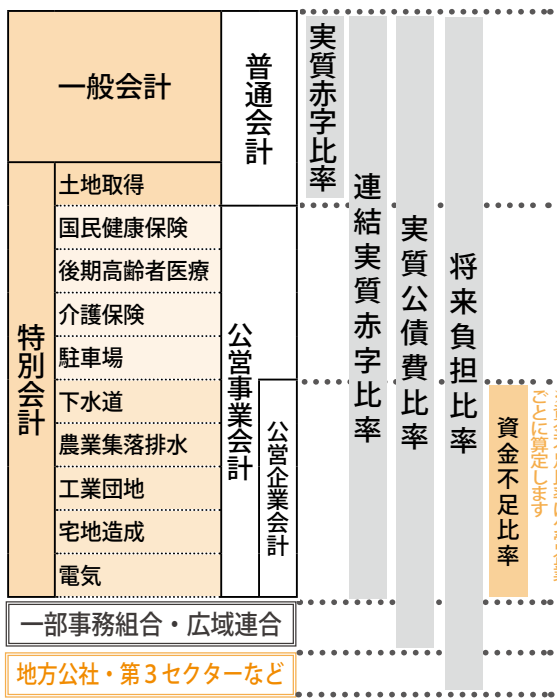 一般会計
普通会計
実質赤字比率
連結実質赤字比率
実質公債費比率
将来負担比率
特別会計
土地取得
国民健康保険
後期高齢者医療
介護保険
駐車場
下水道
農業集落排水
工業団地
宅地造成
電気
公営事業会計
公営企業会計
資金不足比率
ごとに算定します
一部事務組合・広域連合
地方公社・第３セクターなど